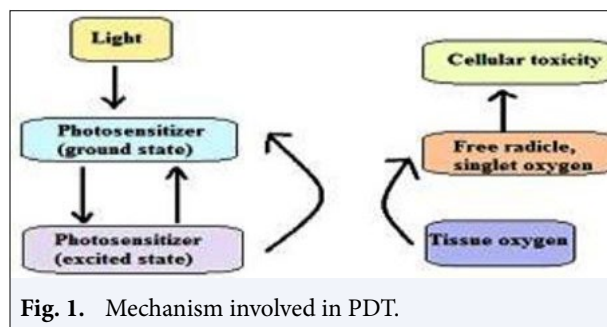 Light
Photosensitizer
(ground state)
Photosensitizer
(excited state)
Cellular toxicity
Free radicle,
singlet oxygen
Tissue oxygen
Fig. 1. Mechanism involved in PDT.